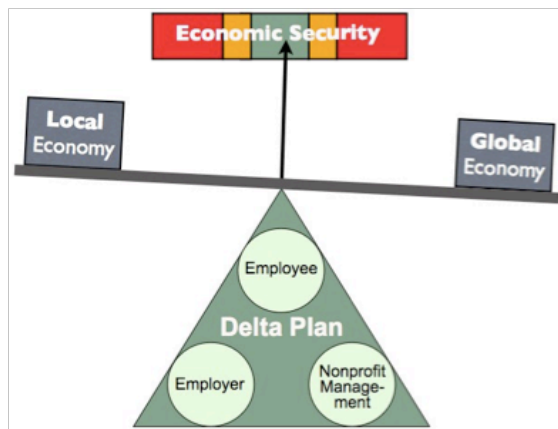 Economic Security
Local
Economy
Global
Economy
Employee
Delta Plan
Employer
Nonprofit
Manage-
ment